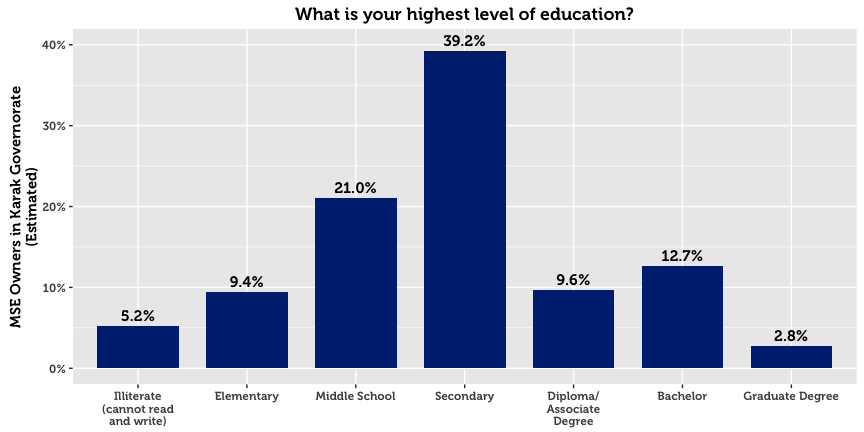 What is your highest level of education?
MSE Owners in Karak Governorate
(Estimated)
40%
30%
20%
10%
0%
5.2%
9.4%
21.0%
39.2%
9.6%
12.7%
2.8%
Illiterate
(cannot read
and write)
Elementary
Middle School
Secondary
Diploma/
Associate
Degree
Bachelor
Graduate Degree